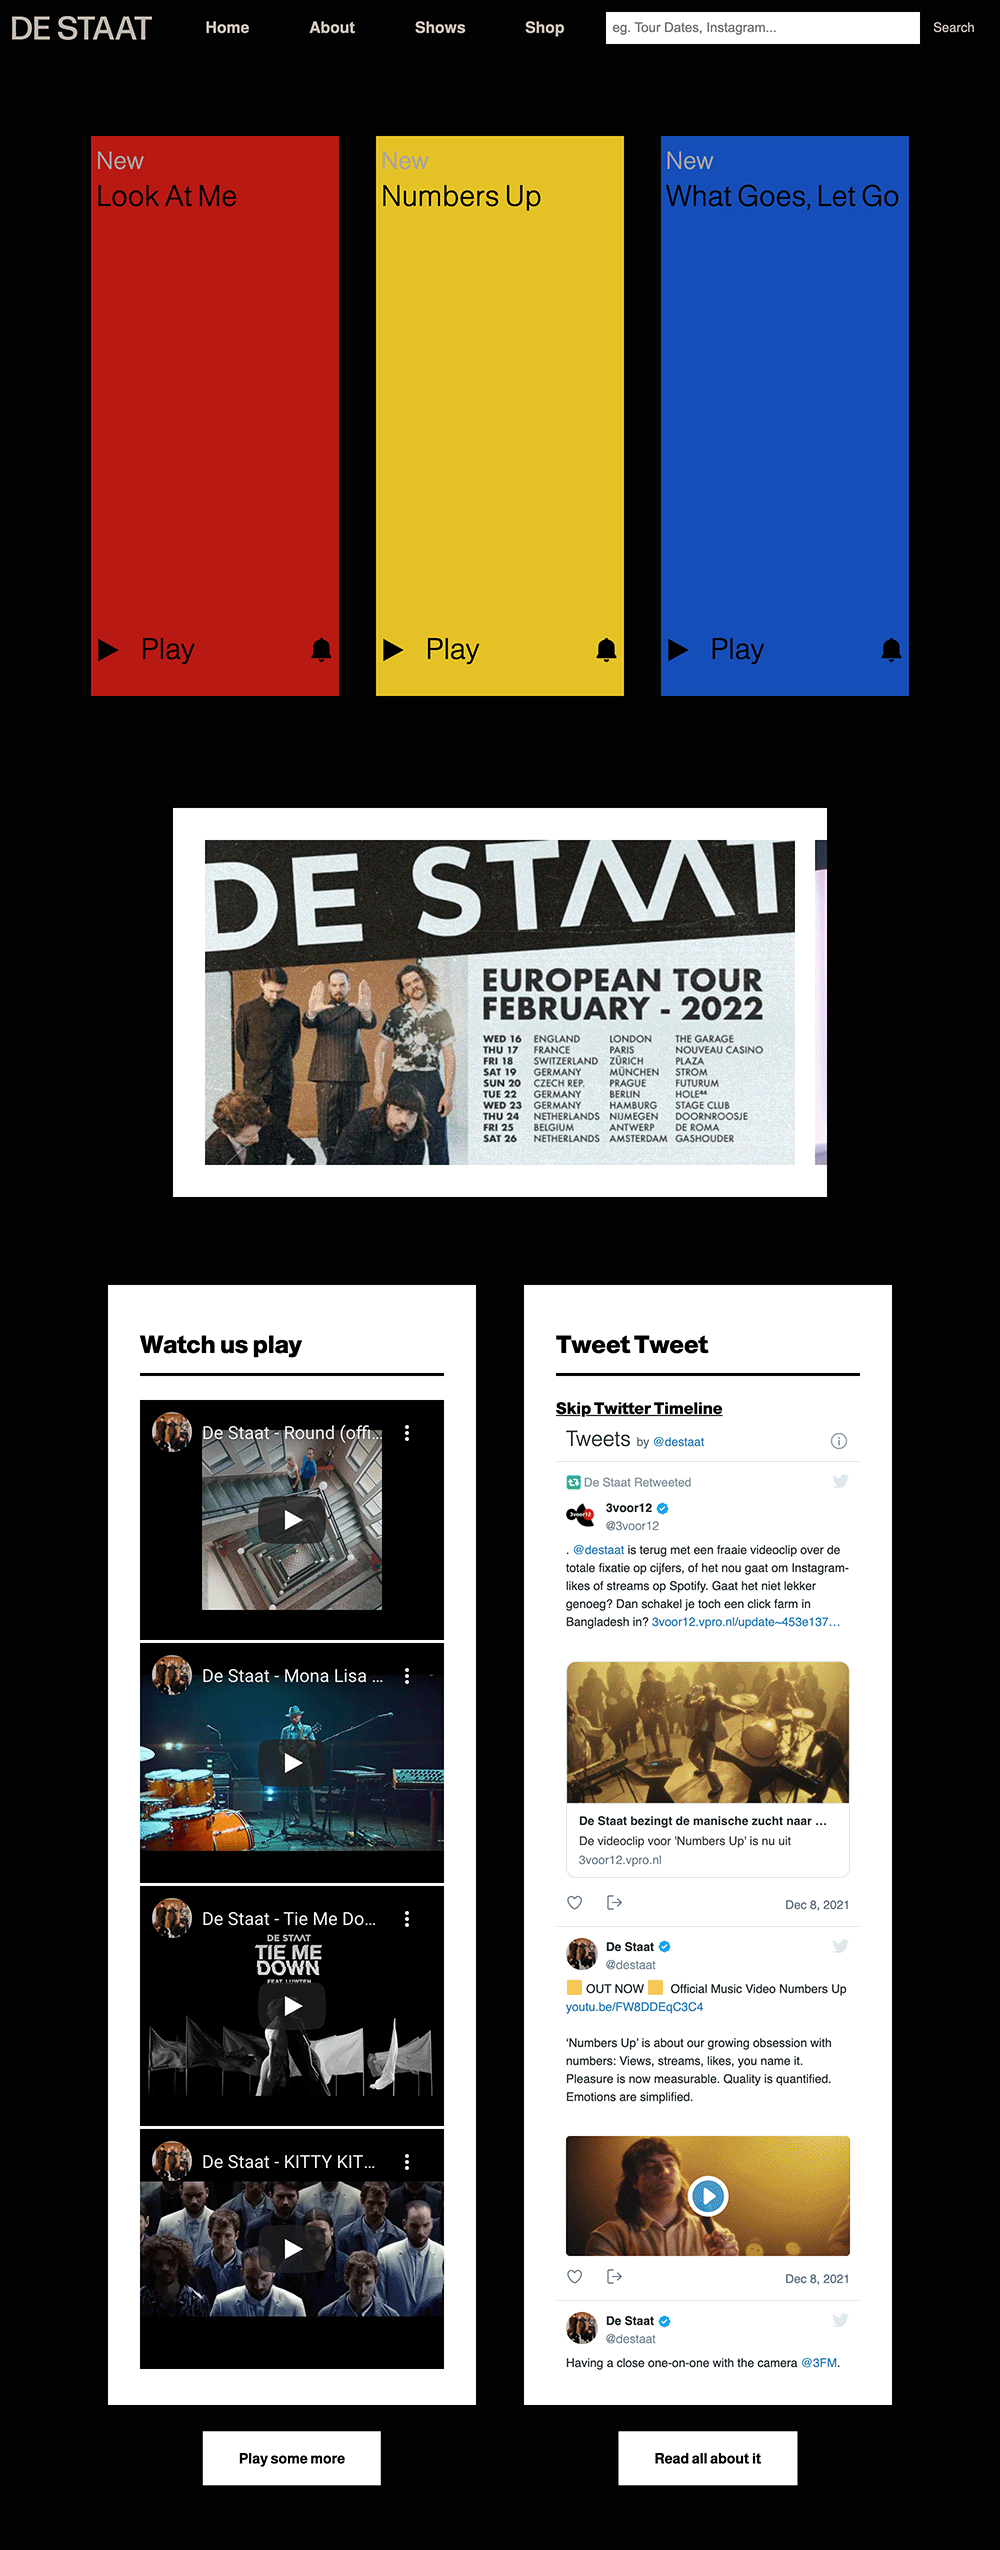 DE STAAT
Home
About
Shows
Shop
eg. Tour Dates, Instagram...
Search
New
Look At Me
Play
New
Numbers Up
Play
New
What Goes, Let Go
Play
DE STAAT
EUROPEAN TOUR
FEBRUARY - 2022
WED 16 ENGLAND LONDON THE GARAGE
THU 17 FRANCE PARIS NOUVEAU CASINO
FRI 18 SWITZERLAND ZÜRICH PLAZA
SAT 19 GERMANY MÜNCHEN STROM
SUN 20 CZECH REP. PRAGUE FUTURUM
TUE 22 GERMANY BERLIN HOLE⁴⁴
WED 23 GERMANY HAMBURG STAGE CLUB
THU 24 NETHERLANDS NIJMEGEN DOORNROOSJE
FRI 25 BELGIUM ANTWERP DE ROMA
SAT 26 NETHERLANDS AMSTERDAM GASHOUDER
Watch us play
De Staat - Round (offi...
De Staat - Mona Lisa ...
De Staat - Tie Me Do...
DE STAAT
TIE ME
DOWN
FEAT. LUWTEN
De Staat - KITTY KIT...
Play some more
Tweet Tweet
Skip Twitter Timeline
Tweets by @destaat
De Staat Retweeted
3voor12
3voor12
@3voor12
. @destaat is terug met een fraaie videoclip over de
totale fixatie op cijfers, of het nou gaat om Instagram-
likes of streams op Spotify. Gaat het niet lekker
genoeg? Dan schakel je toch een click farm in
Bangladesh in? 3voor12.vpro.nl/update~453e137…
De Staat bezingt de manische zucht naar ...
De videoclip voor 'Numbers Up' is nu uit
3voor12.vpro.nl
Dec 8, 2021
De Staat
@destaat
OUT NOW Official Music Video Numbers Up
youtu.be/FW8DDEqC3C4
‘Numbers Up’ is about our growing obsession with
numbers: Views, streams, likes, you name it.
Pleasure is now measurable. Quality is quantified.
Emotions are simplified.
Dec 8, 2021
De Staat
@destaat
Having a close one-on-one with the camera @3FM.
Read all about it